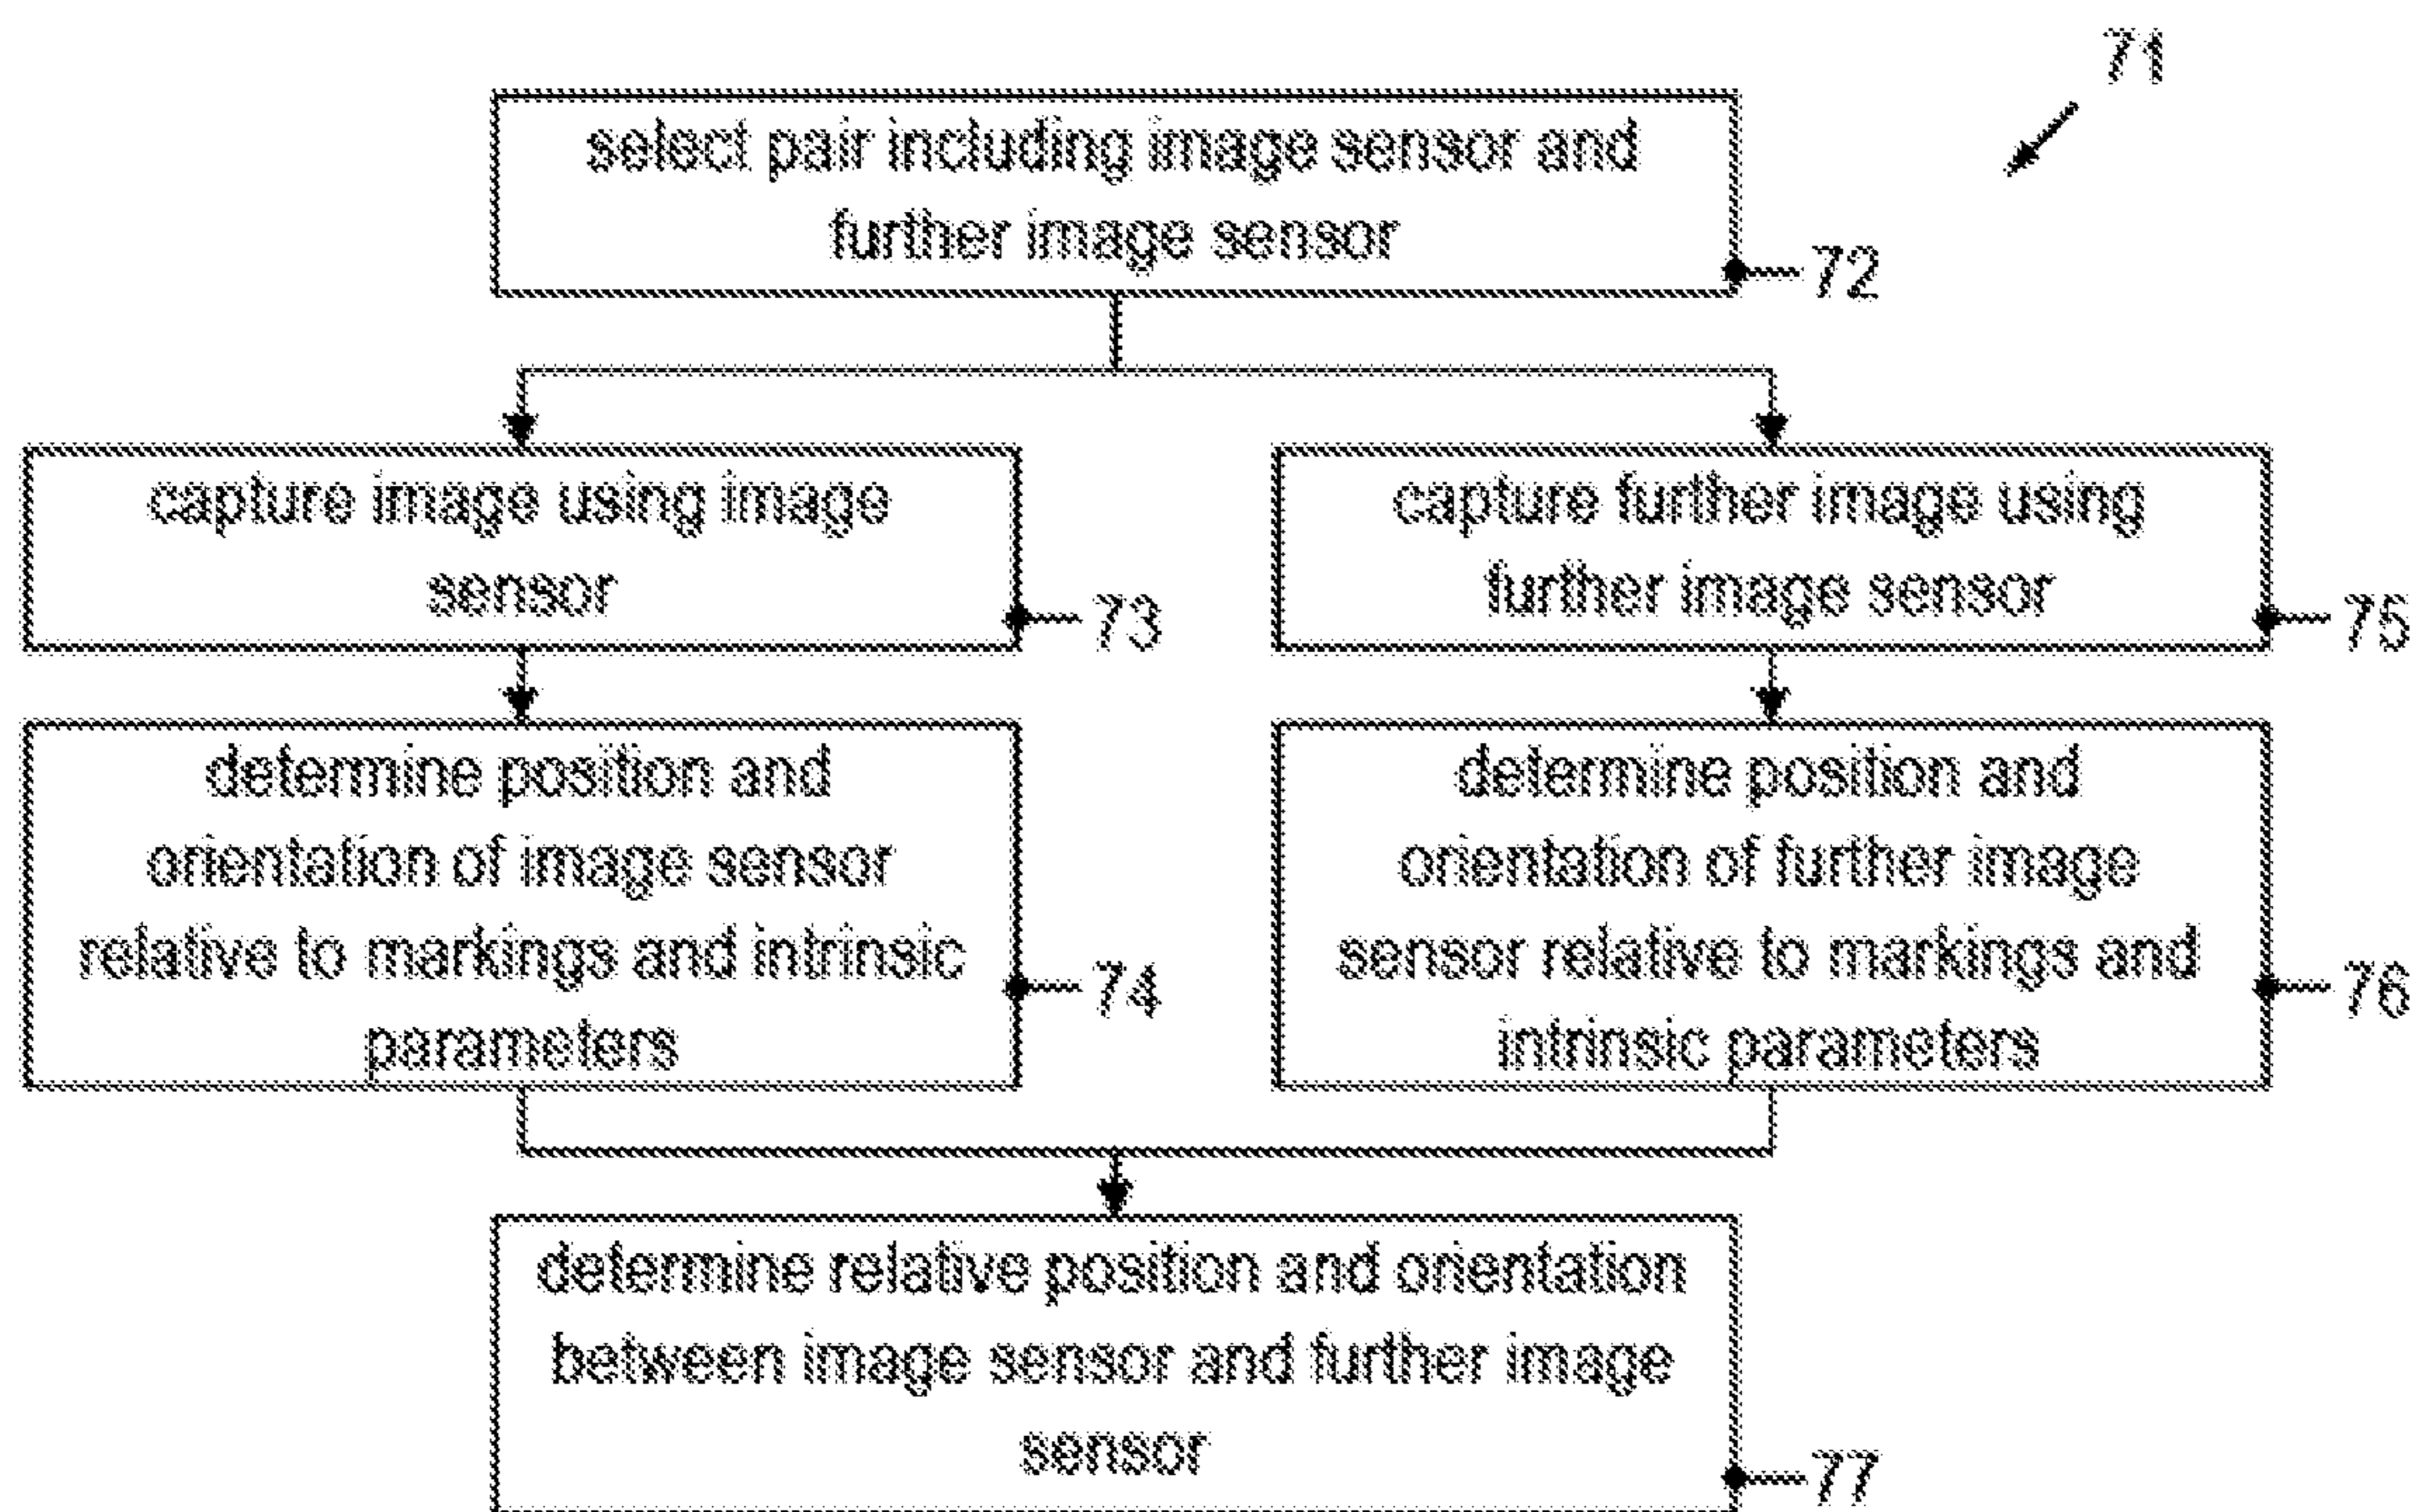 71
select pair including image sensor and
further image sensor
72
capture image using image
sensor
73
capture further image using
further image sensor
75
determine position and
orientation of image sensor
relative to markings and intrinsic
parameters
74
determine position and
orientation of further image
sensor relative to markings and
intrinsic parameters
76
determine relative position and orientation
between image sensor and further image
sensor
77